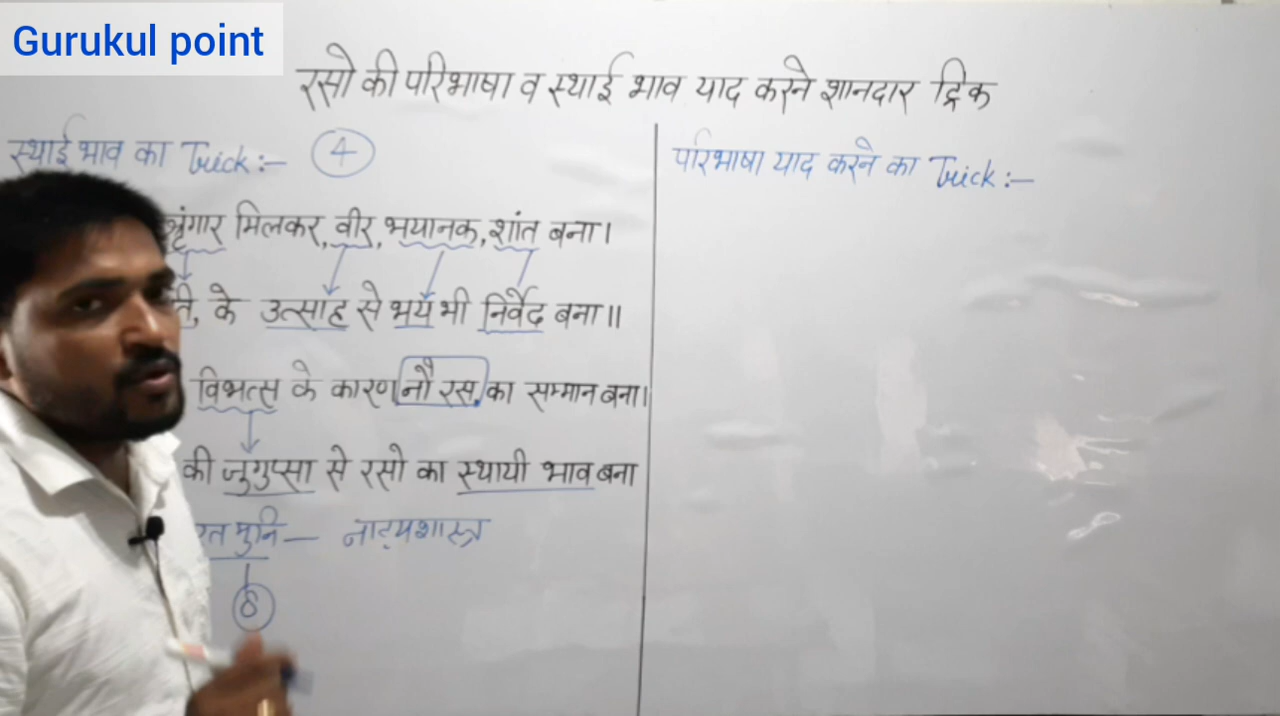 Gurukul point
रसो की परिभाषा व स्थाई भाव याद करने शानदार ट्रिक
स्थाई भाव का Trick :- 4
श्रृंगार मिलकर, वीर, भयानक, शांत बना।
के उत्साह से भय भी निर्वेद बना॥
विभत्स के कारण नौ रस का सम्मान बना।
की जुगुप्सा से रसो का स्थायी भाव बना
मुनि — नाट्यशास्त्र
8
परिभाषा याद करने का Trick :-